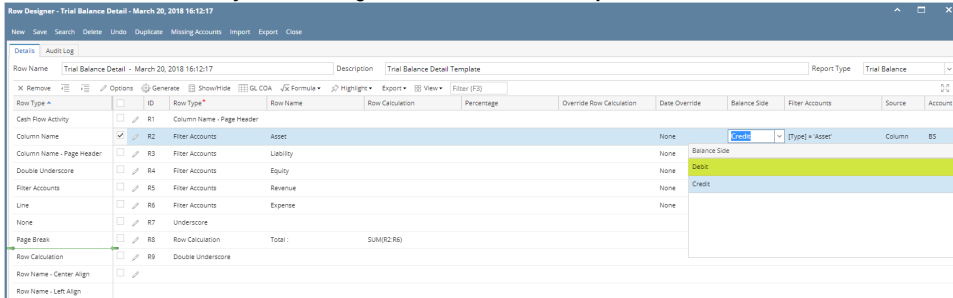 Row Designer - Trial Balance Detail - March 20, 2018 16:12:17
New Save Search Delete Undo Duplicate Missing Accounts Import Export Close
Details Audit Log
Row Name Trial Balance Detail - March 20, 2018 16:12:17 Description Trial Balance Detail Template Report Type Trial Balance
× Remove Options Generate Show/Hide GL COA Formula Highlight Export View Filter (F3)
Row Type ID Row Type* Row Name Row Calculation Percentage Override Row Calculation Date Override Balance Side Filter Accounts Source Account
Cash Flow Activity R1 Column Name - Page Header
Column Name R2 Filter Accounts Asset None Credit [Type] = 'Asset' Column BS
Column Name - Page Header R3 Filter Accounts Liability None Balance Side
Double Underscore R4 Filter Accounts Equity None Debit
Filter Accounts R5 Filter Accounts Revenue None Credit
Line R6 Filter Accounts Expense None
None R7 Underscore
Page Break R8 Row Calculation Total : SUM(R2:R6)
Row Calculation R9 Double Underscore
Row Name - Center Align
Row Name - Left Align